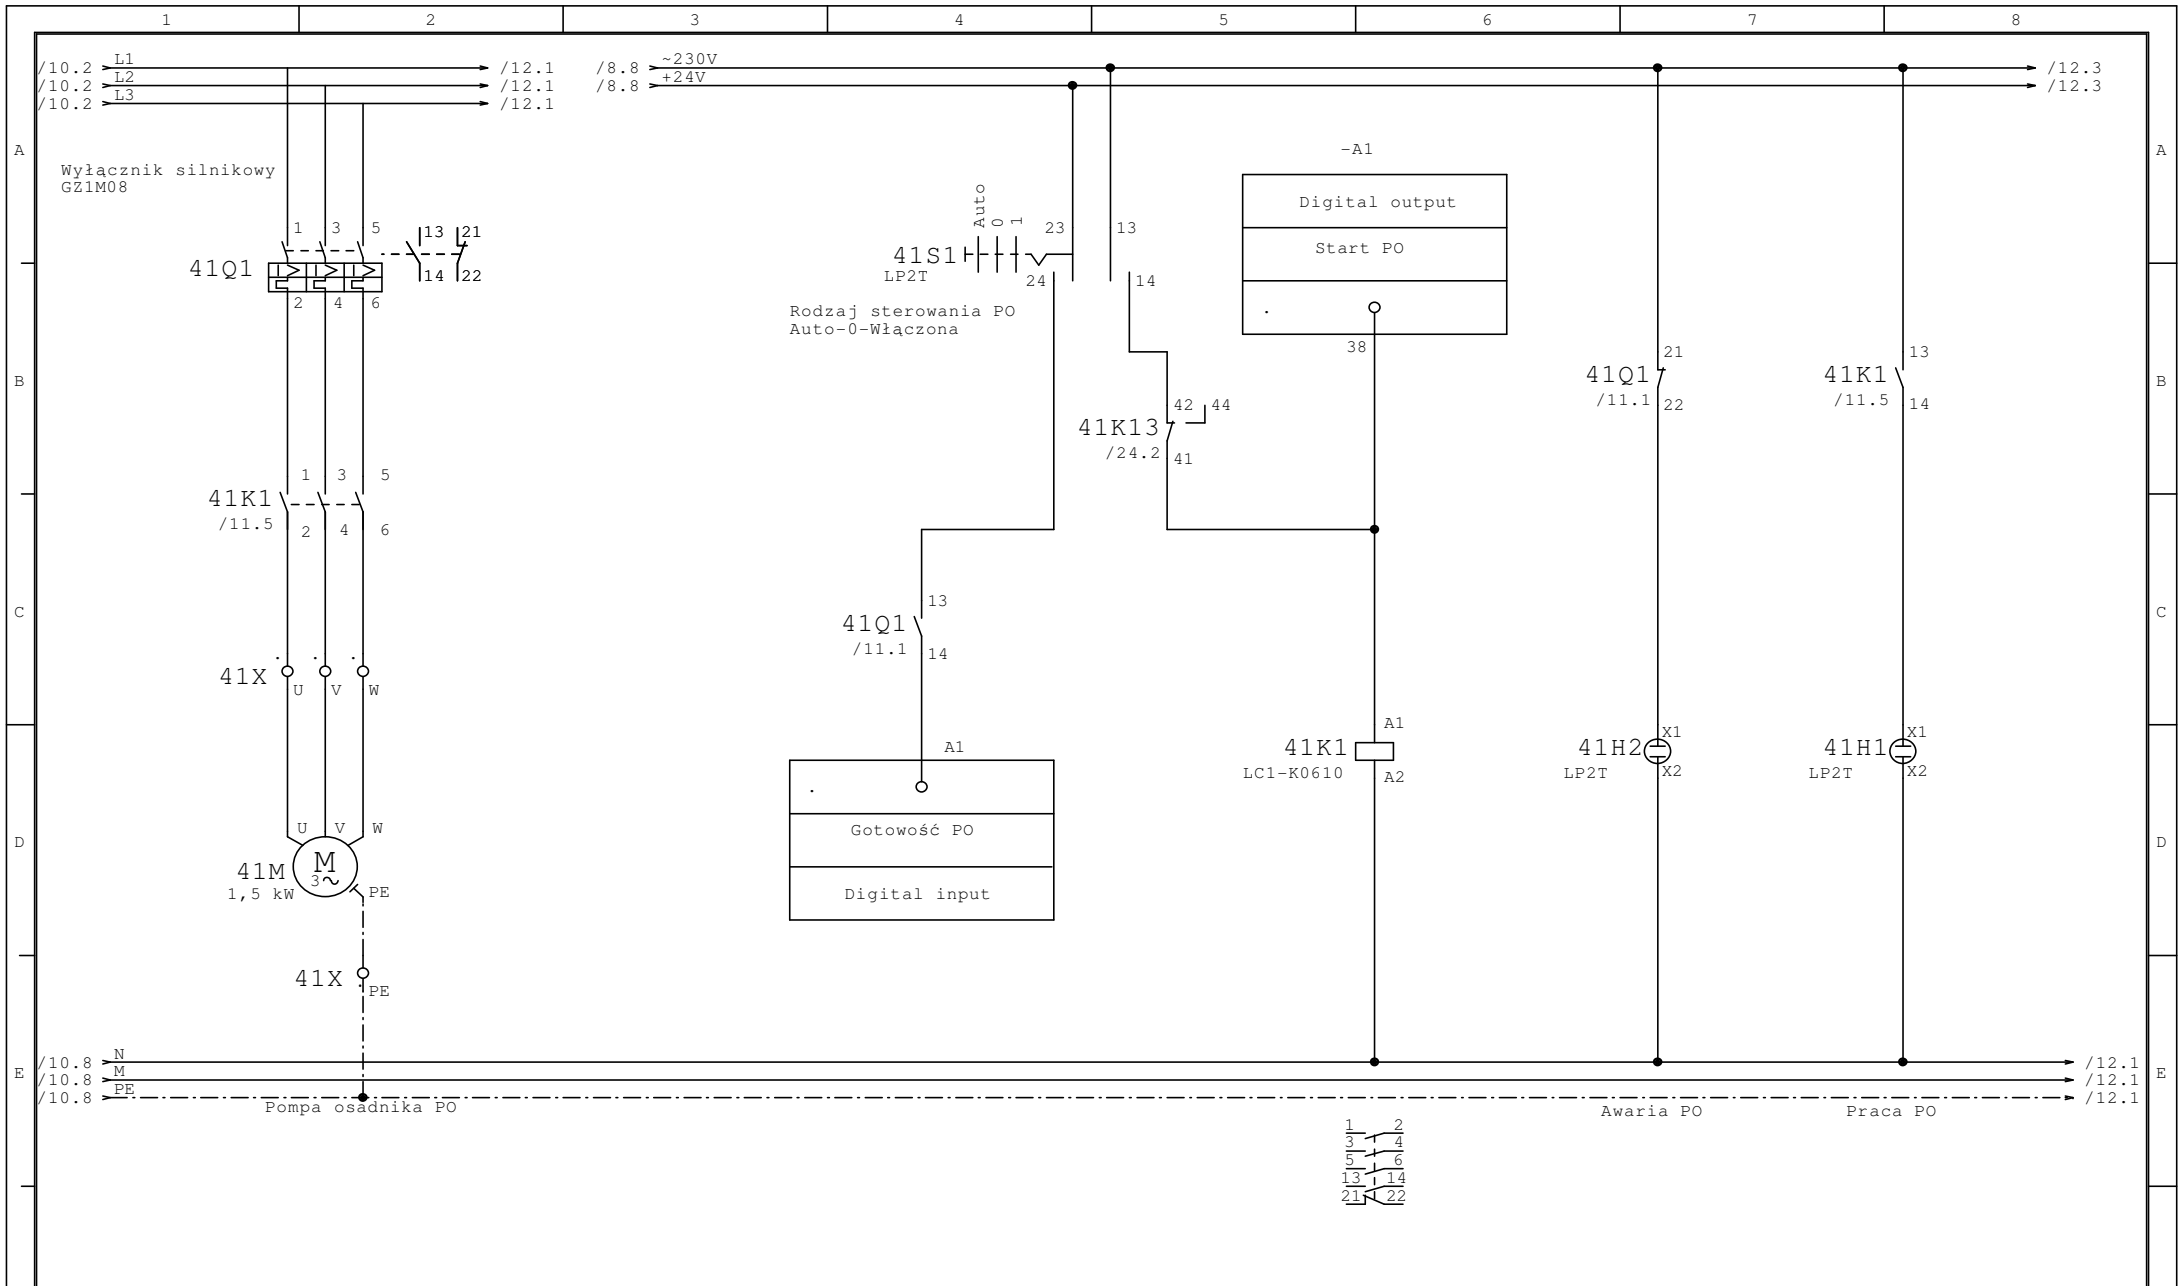 1 2 3 4 5 6 7 8
/10.2 L1 /12.1 /8.8 ~230V /12.3
/10.2 L2 /12.1 /8.8 +24V /12.3
/10.2 L3 /12.1
A A
-A1
Wyłącznik silnikowy
GZ1M08
Digital output
Auto
0
1
1 3 5 13 21
23 13
Start PO
41S1
LP2T
41Q1
14 22
24 14
2 4 6
Rodzaj sterowania PO
Auto-0-Włączona
.
38
B B
21 13
41Q1 41K1
/11.1 22 /11.5 14
42 44
41K13
/24.2 41
1 3 5
41K1
/11.5 2 4 6
C C
13
41Q1
/11.1 14
. . .
41X
U V W
A1 X1 X1
41K1 41H2 41H1
LC1-K0610 A2 LP2T X2 LP2T X2
A1
.
Gotowość PO
Digital input
D D
U V W
M
3~
41M
1,5 kW PE
41X
. PE
E E
/10.8 N /12.1
/10.8 M /12.1
/10.8 PE /12.1
Pompa osadnika PO Awaria PO Praca PO
1 2
3 4
5 6
13 14
21 22